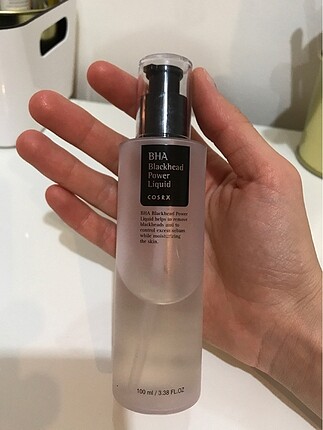 BHA
Blackhead
Power
Liquid
COSRX
BHA Blackhead Power
Liquid helps to remove
blackheads and to
control excess sebum
while moisturizing
the skin.
100 ml / 3.38 FL.OZ